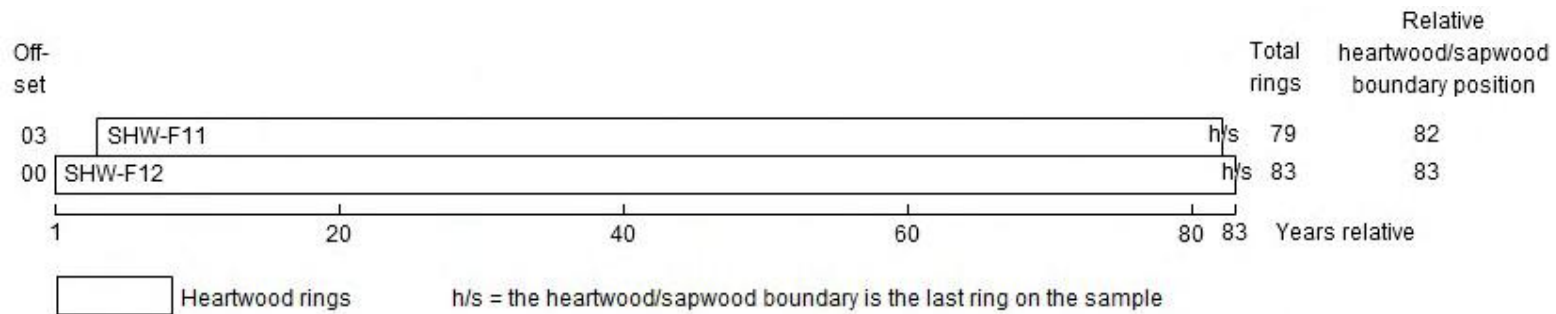 Off-
set
Total
rings
Relative
heartwood/sapwood
boundary position
03 SHW-F11 h/s 79 82
00 SHW-F12 h/s 83 83
1 20 40 60 80 83 Years relative
Heartwood rings h/s = the heartwood/sapwood boundary is the last ring on the sample